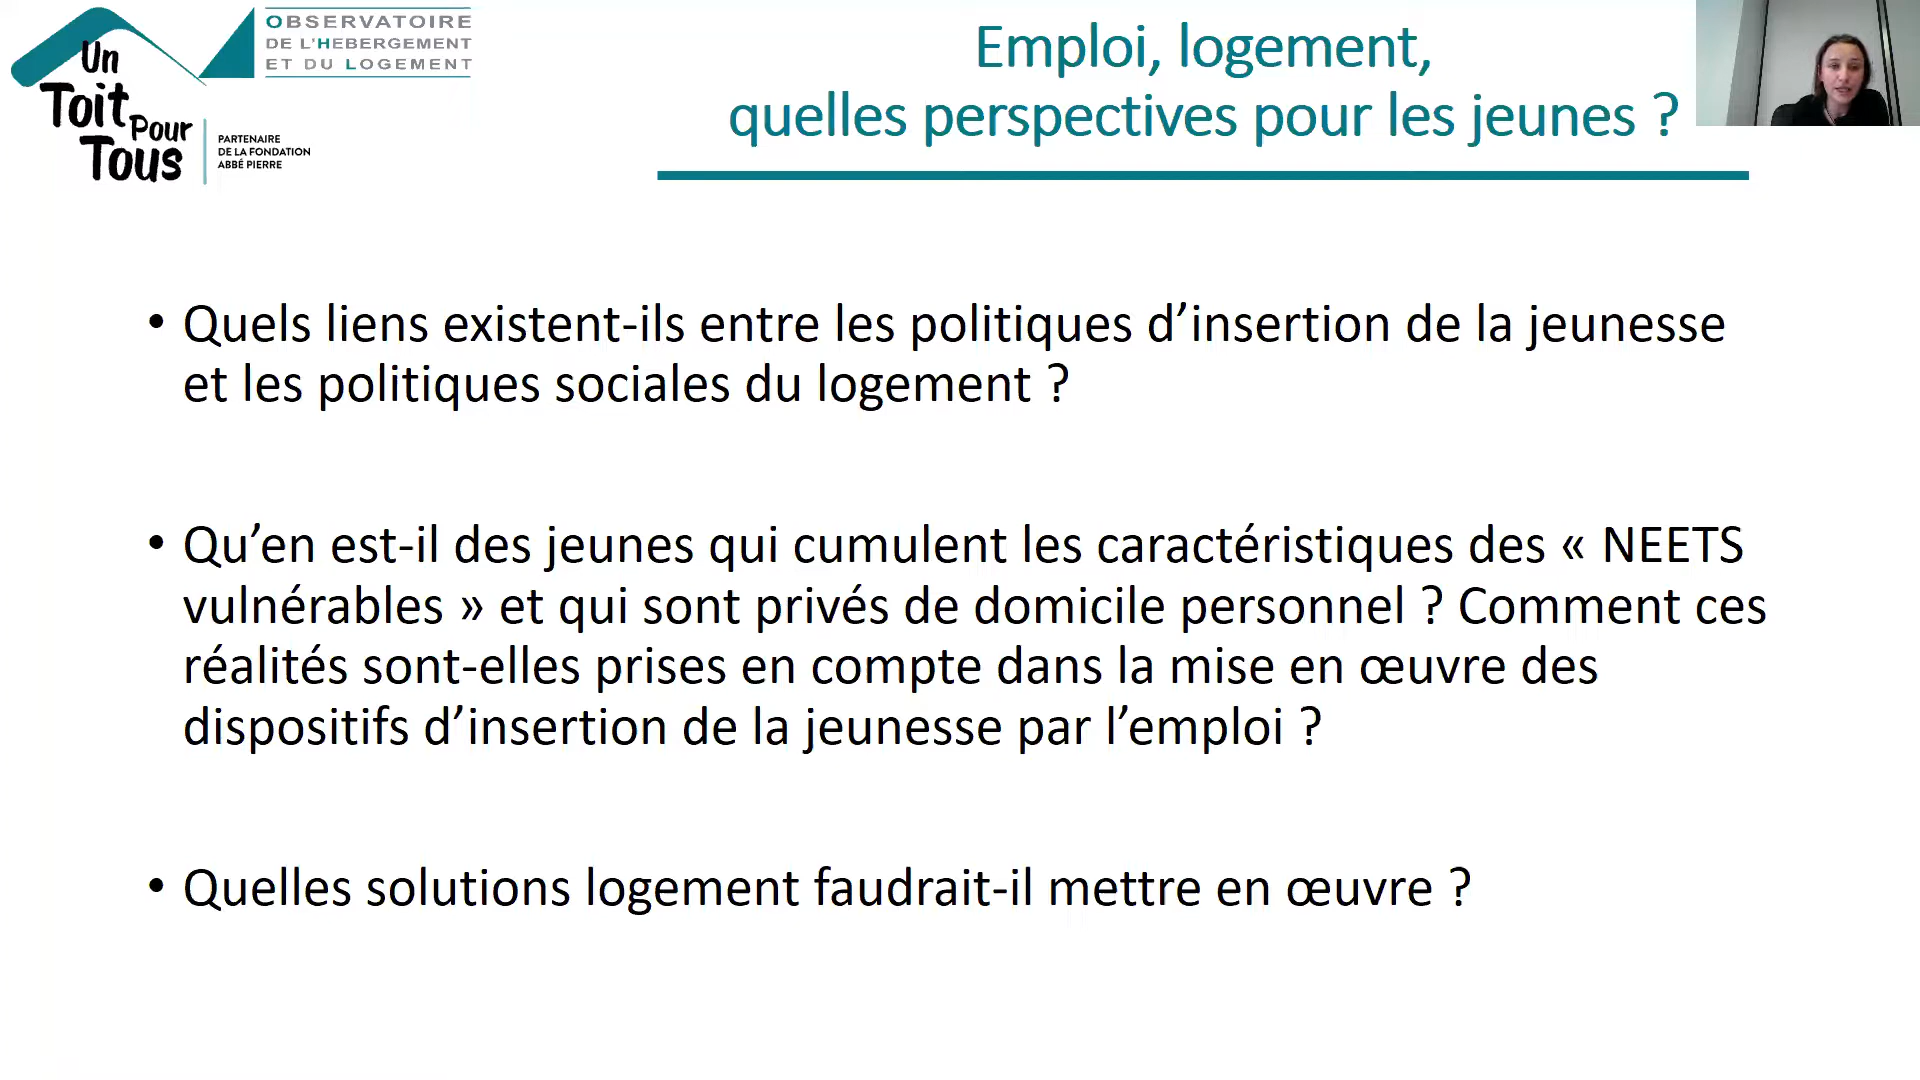 Un
Toit
Pour
Tous
OBSERVATOIRE
DE L'HEBERGEMENT
ET DU LOGEMENT
PARTENAIRE
DE LA FONDATION
ABBÉ PIERRE
Emploi, logement,
quelles perspectives pour les jeunes ?
• Quels liens existent-ils entre les politiques d’insertion de la jeunesse
et les politiques sociales du logement ?
• Qu’en est-il des jeunes qui cumulent les caractéristiques des « NEETS
vulnérables » et qui sont privés de domicile personnel ? Comment ces
réalités sont-elles prises en compte dans la mise en œuvre des
dispositifs d’insertion de la jeunesse par l’emploi ?
• Quelles solutions logement faudrait-il mettre en œuvre ?